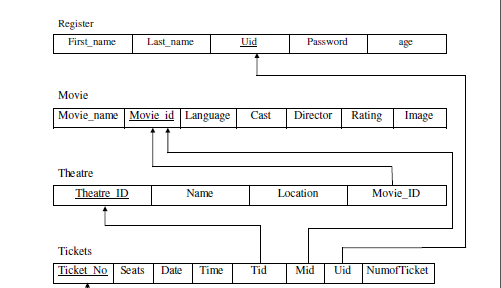 Register
First_name Last_name Uid Password age
Movie
Movie_name Movie_id Language Cast Director Rating Image
Theatre
Theatre_ID Name Location Movie_ID
Tickets
Ticket_No Seats Date Time Tid Mid Uid NumofTicket